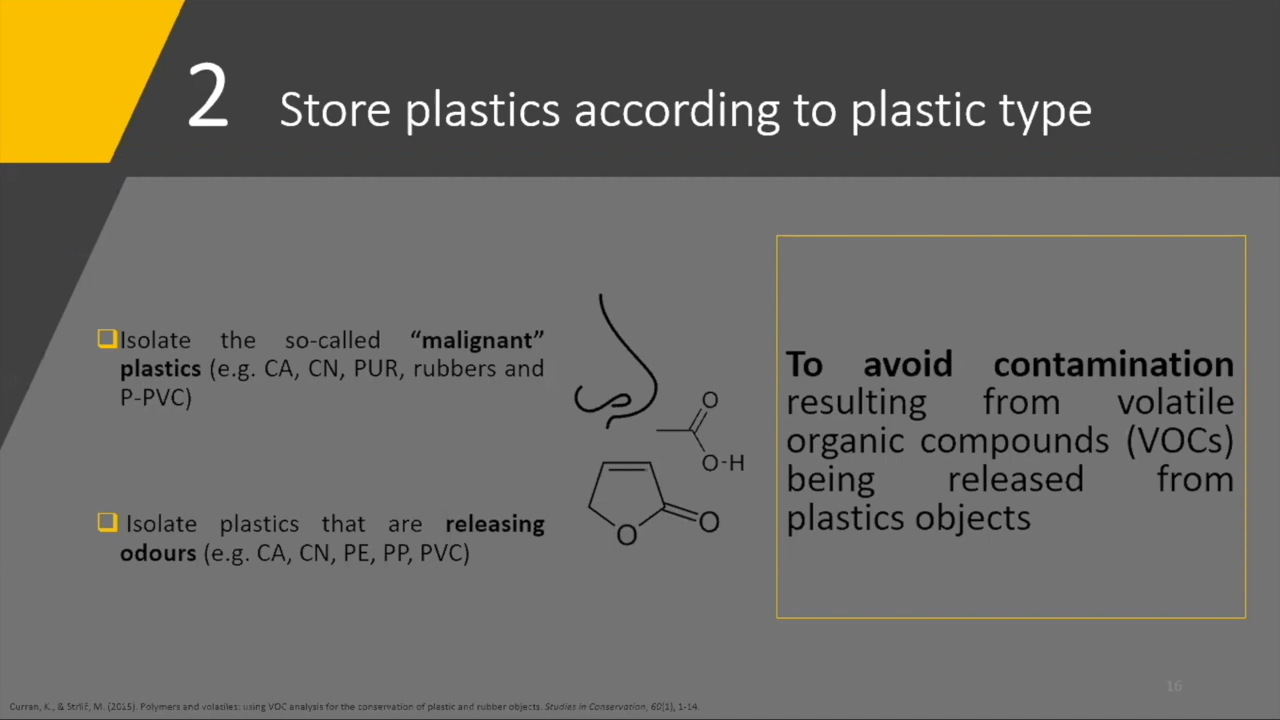 2 Store plastics according to plastic type
Isolate the so-called “malignant”
plastics (e.g. CA, CN, PUR, rubbers and
P-PVC)
Isolate plastics that are releasing
odours (e.g. CA, CN, PE, PP, PVC)
O
O-H
O
O
To avoid contamination
resulting from volatile
organic compounds (VOCs)
being released from
plastics objects
16
Curran, K., & Strlič, M. (2015). Polymers and volatiles: using VOC analysis for the conservation of plastic and rubber objects. Studies in Conservation, 60(1), 1-14.